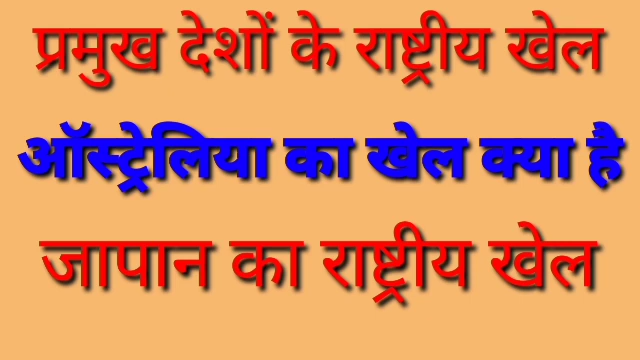 प्रमुख देशों के राष्ट्रीय खेल
ऑस्ट्रेलिया का खेल क्या है
जापान का राष्ट्रीय खेल